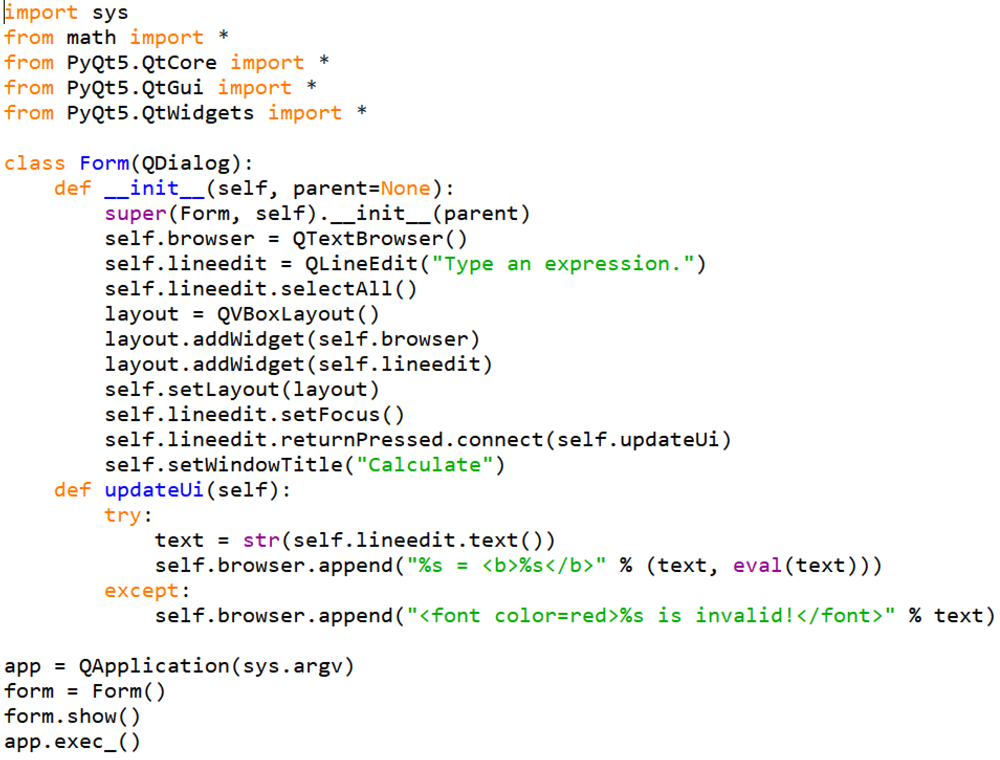 import sys
from math import *
from PyQt5.QtCore import *
from PyQt5.QtGui import *
from PyQt5.QtWidgets import *

class Form(QDialog):
    def __init__(self, parent=None):
        super(Form, self).__init__(parent)
        self.browser = QTextBrowser()
        self.lineedit = QLineEdit("Type an expression.")
        self.lineedit.selectAll()
        layout = QVBoxLayout()
        layout.addWidget(self.browser)
        layout.addWidget(self.lineedit)
        self.setLayout(layout)
        self.lineedit.setFocus()
        self.lineedit.returnPressed.connect(self.updateUi)
        self.setWindowTitle("Calculate")
    def updateUi(self):
        try:
            text = str(self.lineedit.text())
            self.browser.append("%s = <b>%s</b>" % (text, eval(text)))
        except:
            self.browser.append("<font color=red>%s is invalid!</font>" % text)

app = QApplication(sys.argv)
form = Form()
form.show()
app.exec_()